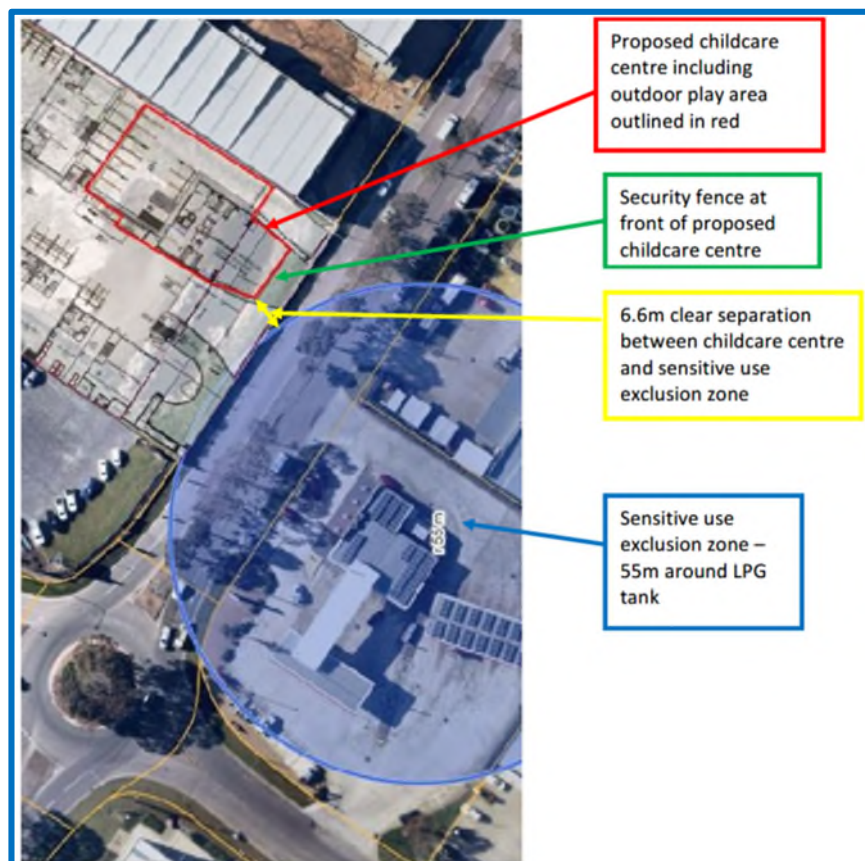 Proposed childcare
centre including
outdoor play area
outlined in red
Security fence at
front of proposed
childcare centre
6.6m clear separation
between childcare centre
and sensitive use
exclusion zone
Sensitive use
exclusion zone –
55m around LPG
tank